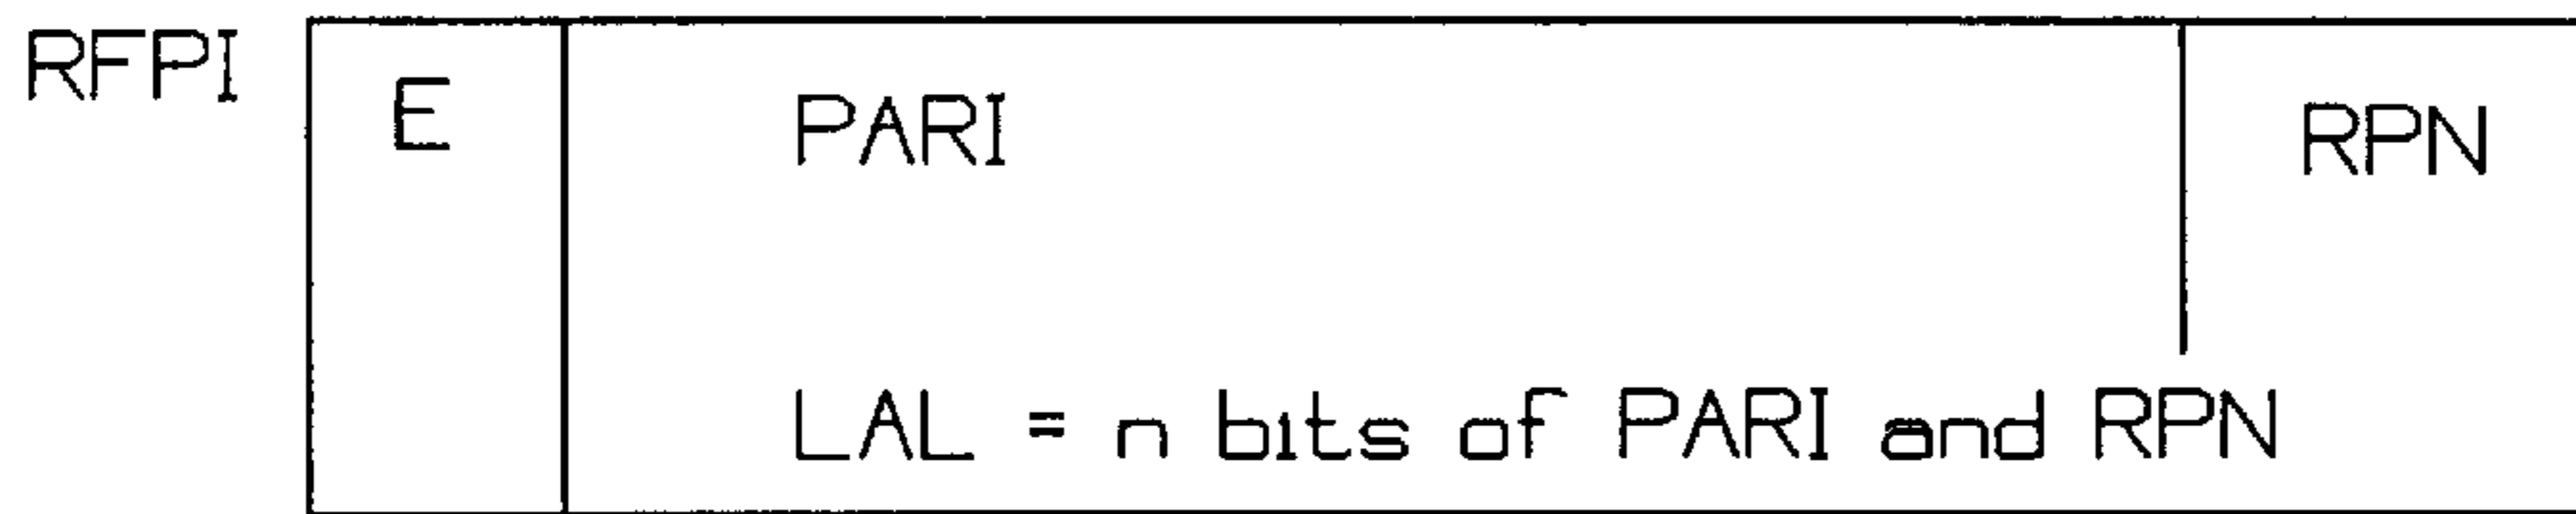 RFPI E PARI RPN
LAL = n bits of PARI and RPN